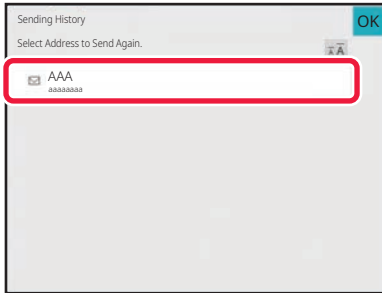 Sending History
OK
Select Address to Send Again.
AAA
aaaaaaaa